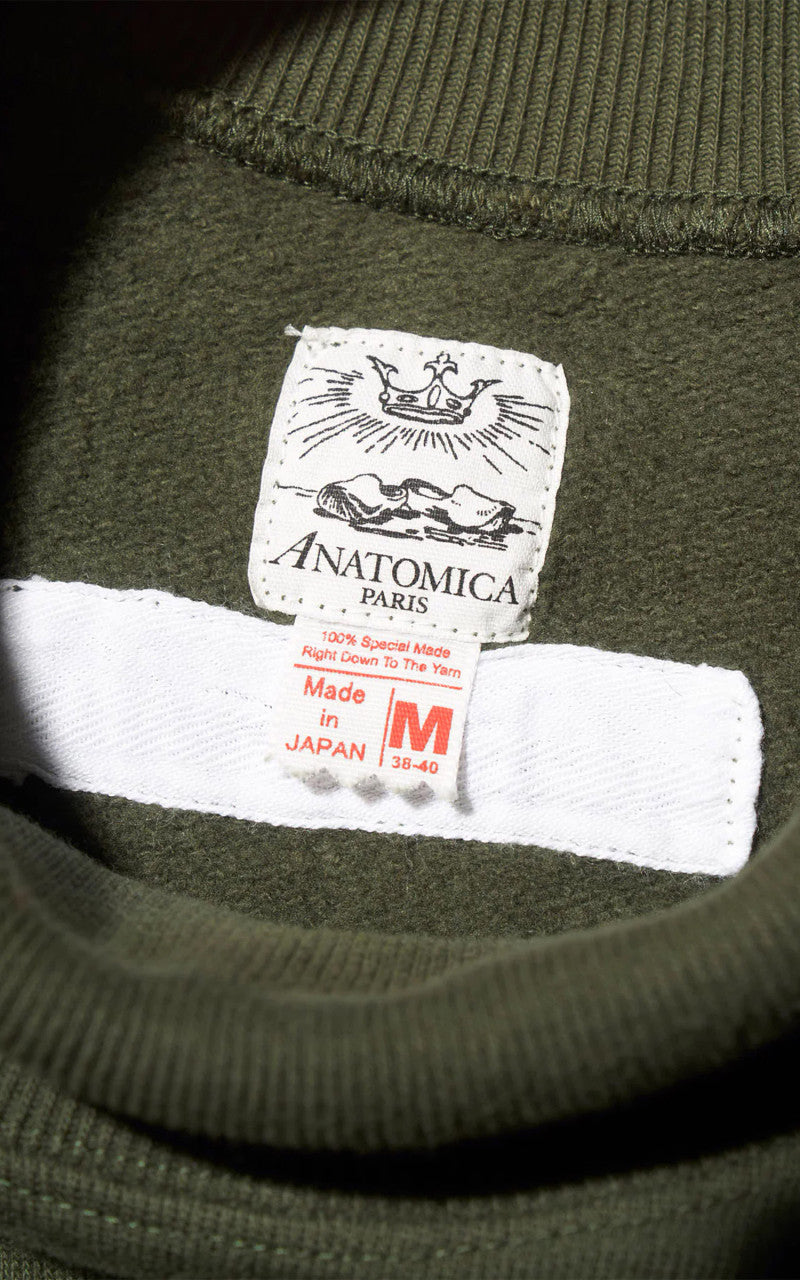 ANATOMICA
PARIS
100% Special Made
Right Down To The Yarn
Made
in
JAPAN
M
38-40